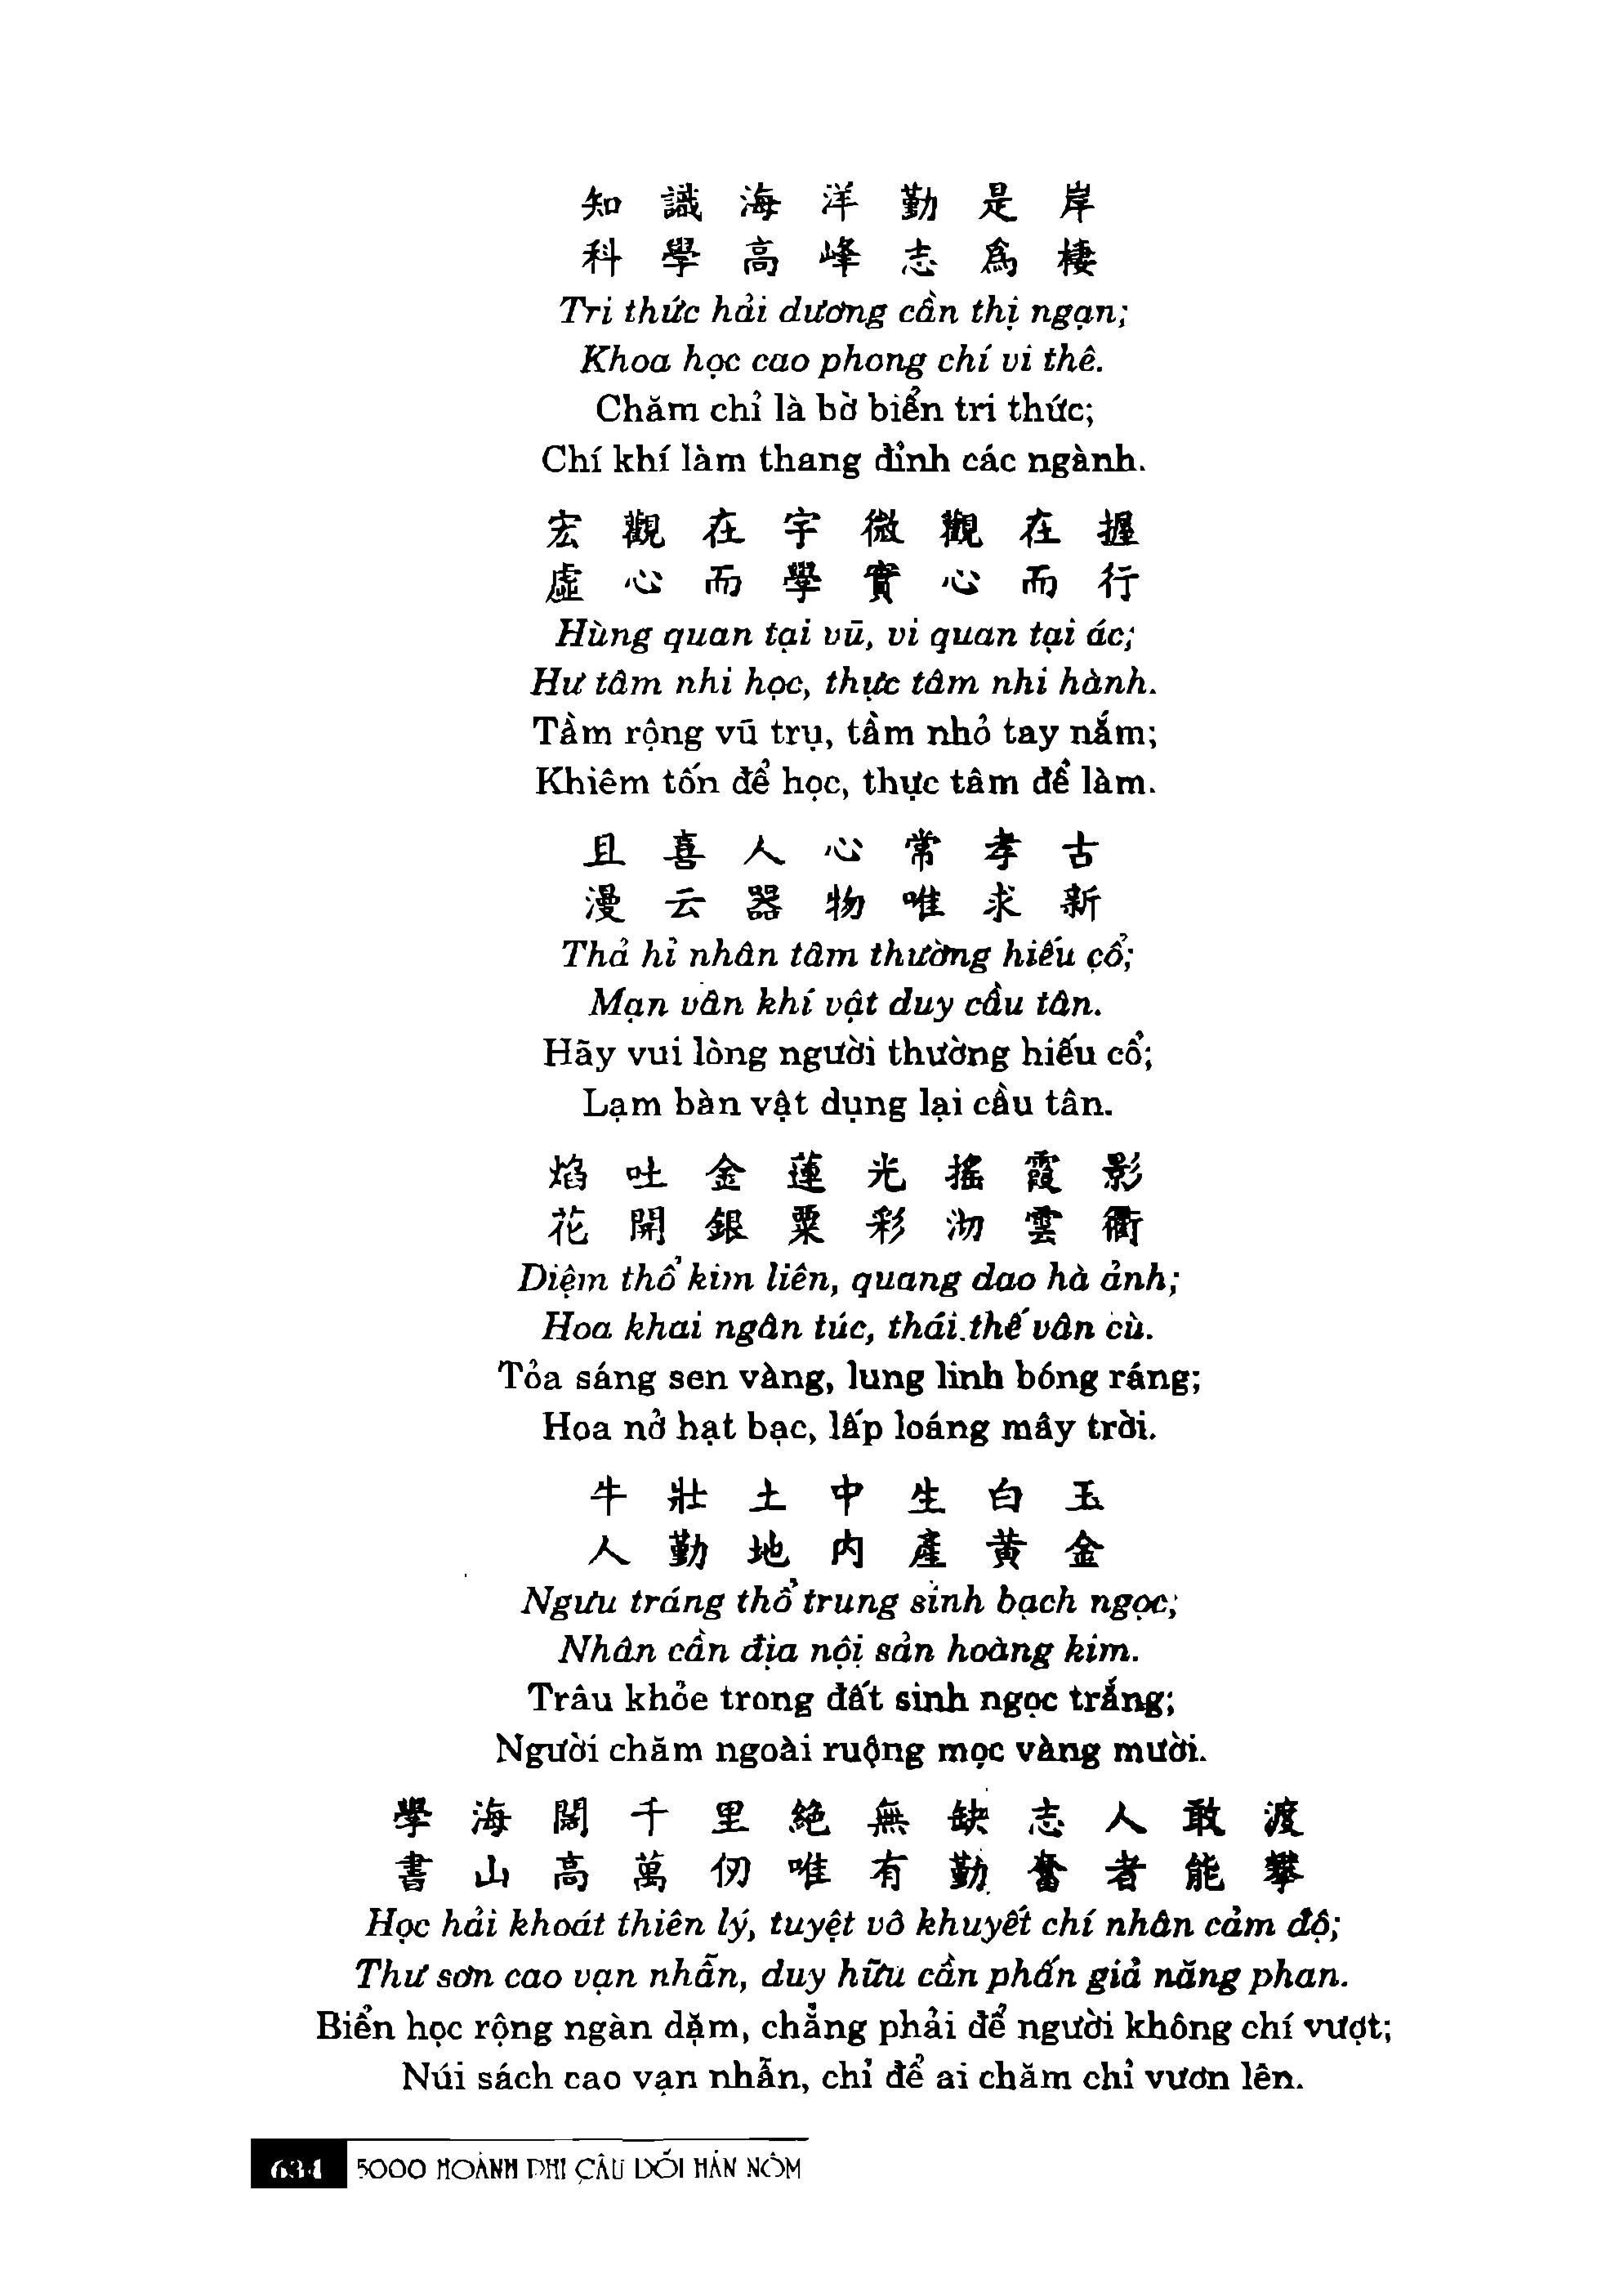 知識海洋勤是岸
科學高峰志為棲
Tri thức hải dương cần thị ngạn;
Khoa học cao phong chí vi thê.
Chăm chỉ là bờ biển tri thức;
Chí khí làm thang đỉnh các ngành.
宏觀在宇微觀在握
虛心而學實心而行
Hùng quan tại vũ, vi quan tại ác;
Hư tâm nhi học, thực tâm nhi hành.
Tầm rộng vũ trụ, tầm nhỏ tay nắm;
Khiêm tốn để học, thực tâm để làm.
且喜人心常孝古
漫云器物唯求新
Thả hỉ nhân tâm thường hiếu cổ;
Mạn vân khí vật duy cầu tân.
Hãy vui lòng người thường hiếu cổ;
Lạm bàn vật dụng lại cầu tân.
焰吐金蓮光搖霞影
花開銀粟彩沏雲衢
Diệm thổ kim liên, quang dao hà ảnh;
Hoa khai ngân túc, thái thế vân cù.
Tỏa sáng sen vàng, lung linh bóng ráng;
Hoa nở hạt bạc, lấp loáng mây trời.
牛壯土中生白玉
人勤地内產黃金
Ngưu tráng thổ trung sinh bạch ngọc;
Nhân cần địa nội sản hoàng kim.
Trâu khỏe trong đất sinh ngọc trắng;
Người chăm ngoài ruộng mọc vàng mười.
學海闊千里絕無缺志人敢渡
書山高萬仞唯有勤奮者能攀
Học hải khoát thiên lý, tuyệt vô khuyết chí nhân cảm độ;
Thư sơn cao vạn nhẫn, duy hữu cần phấn giả năng phan.
Biển học rộng ngàn dặm, chẳng phải để người không chí vượt;
Núi sách cao vạn nhẫn, chỉ để ai chăm chỉ vươn lên.
634 5000 HOÀNH PHI CÂU ĐỐI HÁN NÔM